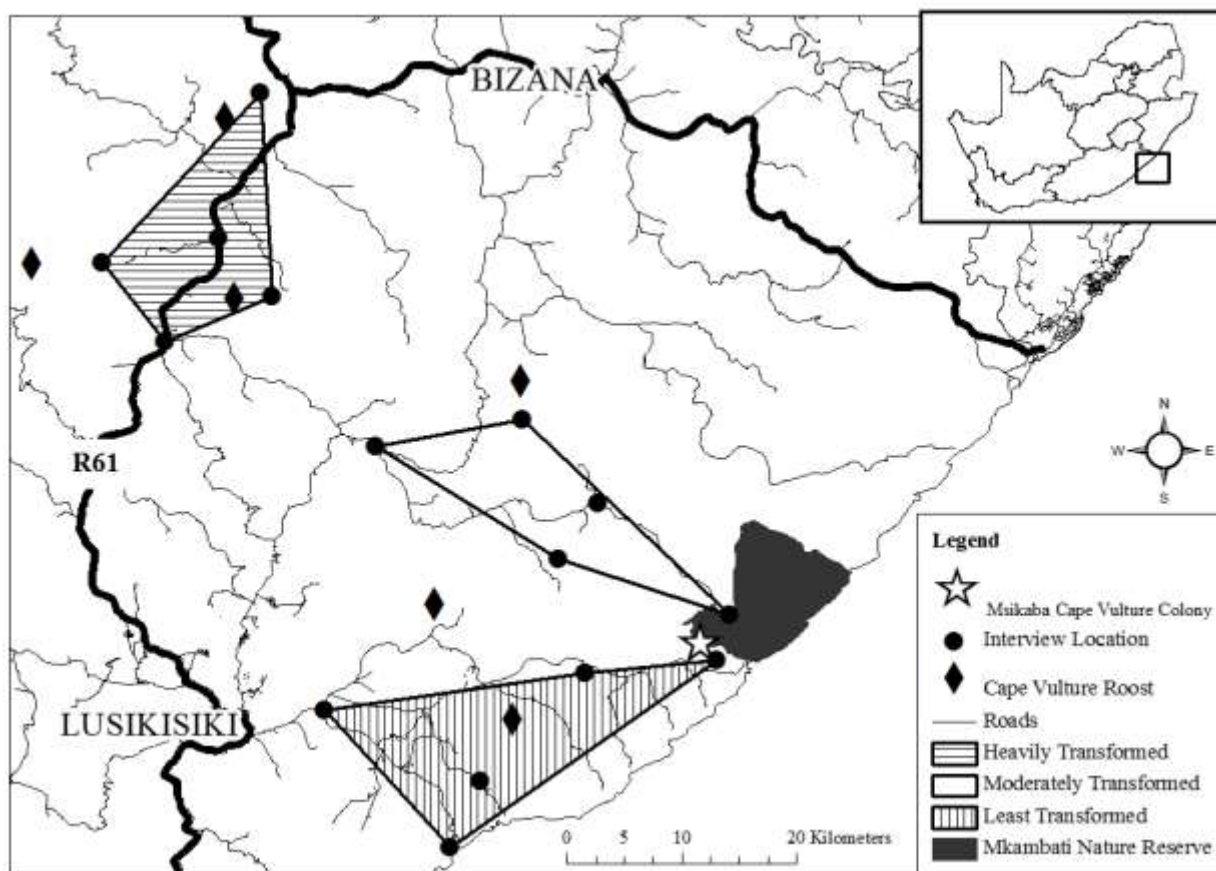 BIZANA
R61
LUSIKISIKI
N
W E
S
Legend
Msikaba Cape Vulture Colony
Interview Location
Cape Vulture Roost
Roads
Heavily Transformed
Moderately Transformed
Least Transformed
Mkambati Nature Reserve
0 5 10 20 Kilometers